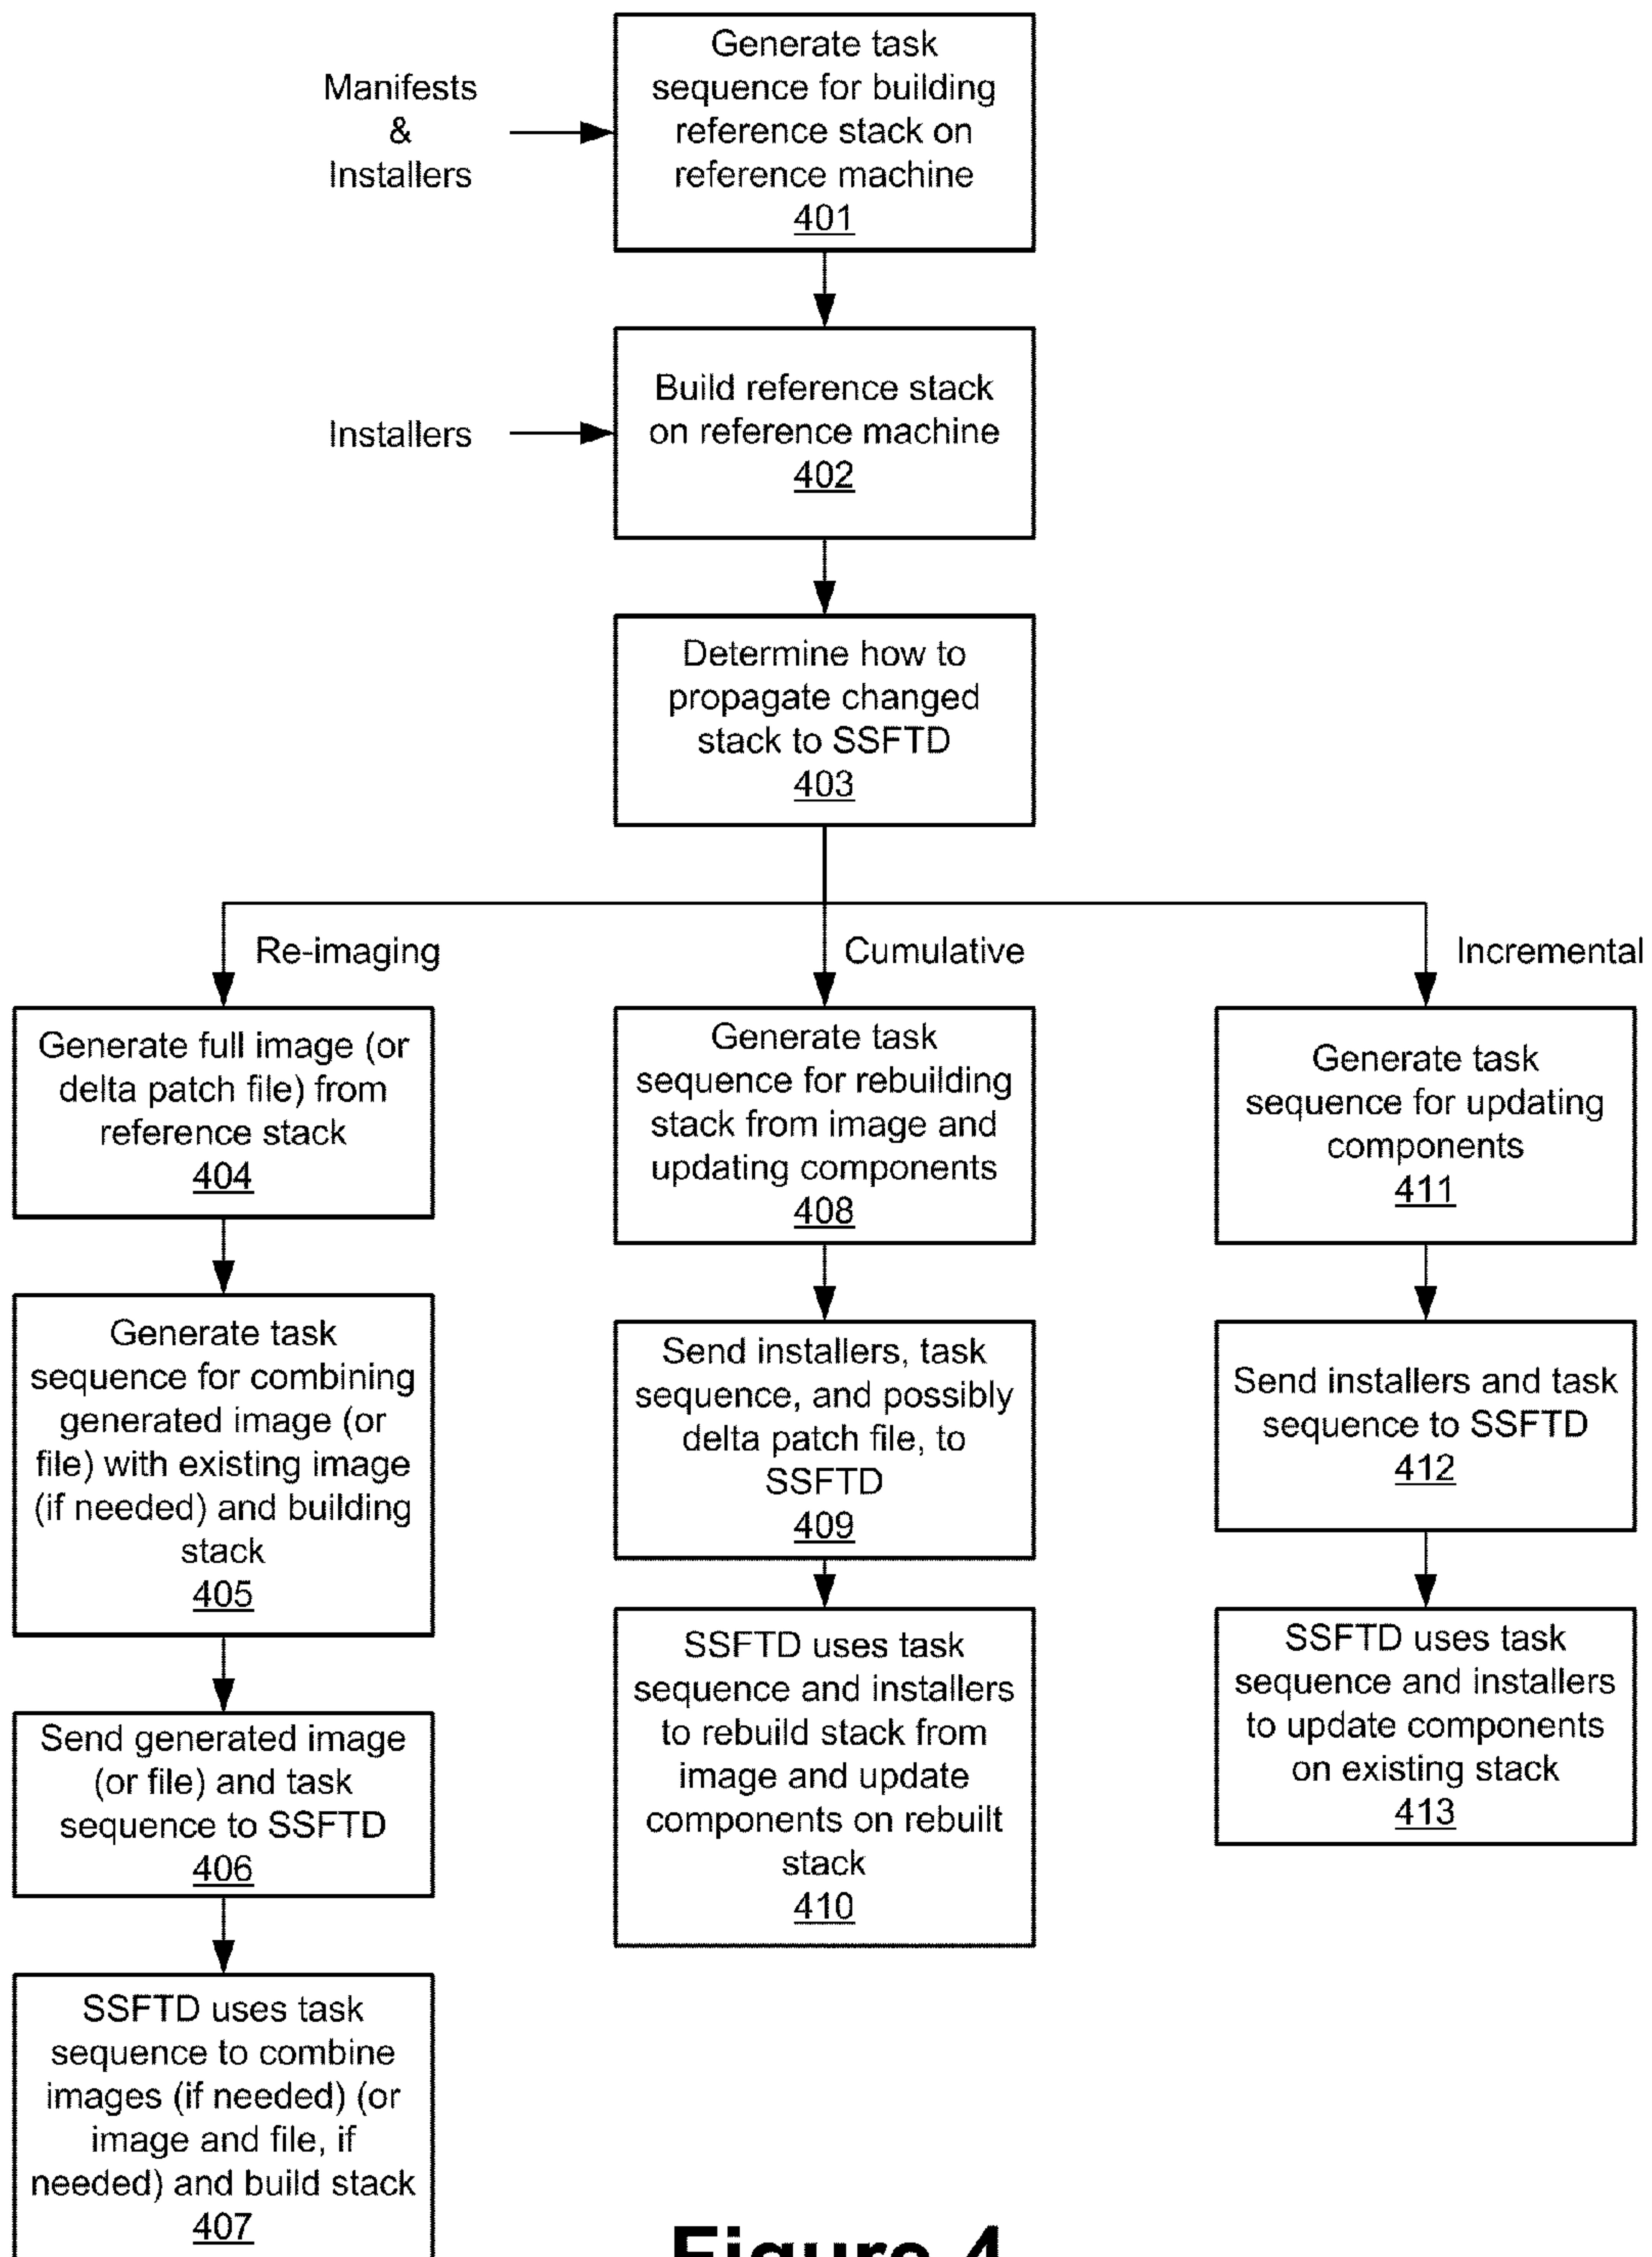 Generate task
sequence for building
reference stack on
reference machine
401
Manifests
&
Installers
Build reference stack
on reference machine
402
Installers
Determine how to
propagate changed
stack to SSFTD
403
Re-imaging
Cumulative
Incremental
Generate full image (or
delta patch file) from
reference stack
404
Generate task
sequence for combining
generated image (or
file) with existing image
(if needed) and building
stack
405
Send generated image
(or file) and task
sequence to SSFTD
406
SSFTD uses task
sequence to combine
images (if needed) (or
image and file, if
needed) and build stack
407
Generate task
sequence for rebuilding
stack from image and
updating components
408
Send installers, task
sequence, and possibly
delta patch file, to
SSFTD
409
SSFTD uses task
sequence and installers
to rebuild stack from
image and update
components on rebuilt
stack
410
Generate task
sequence for updating
components
411
Send installers and task
sequence to SSFTD
412
SSFTD uses task
sequence and installers
to update components
on existing stack
413
Figure 4